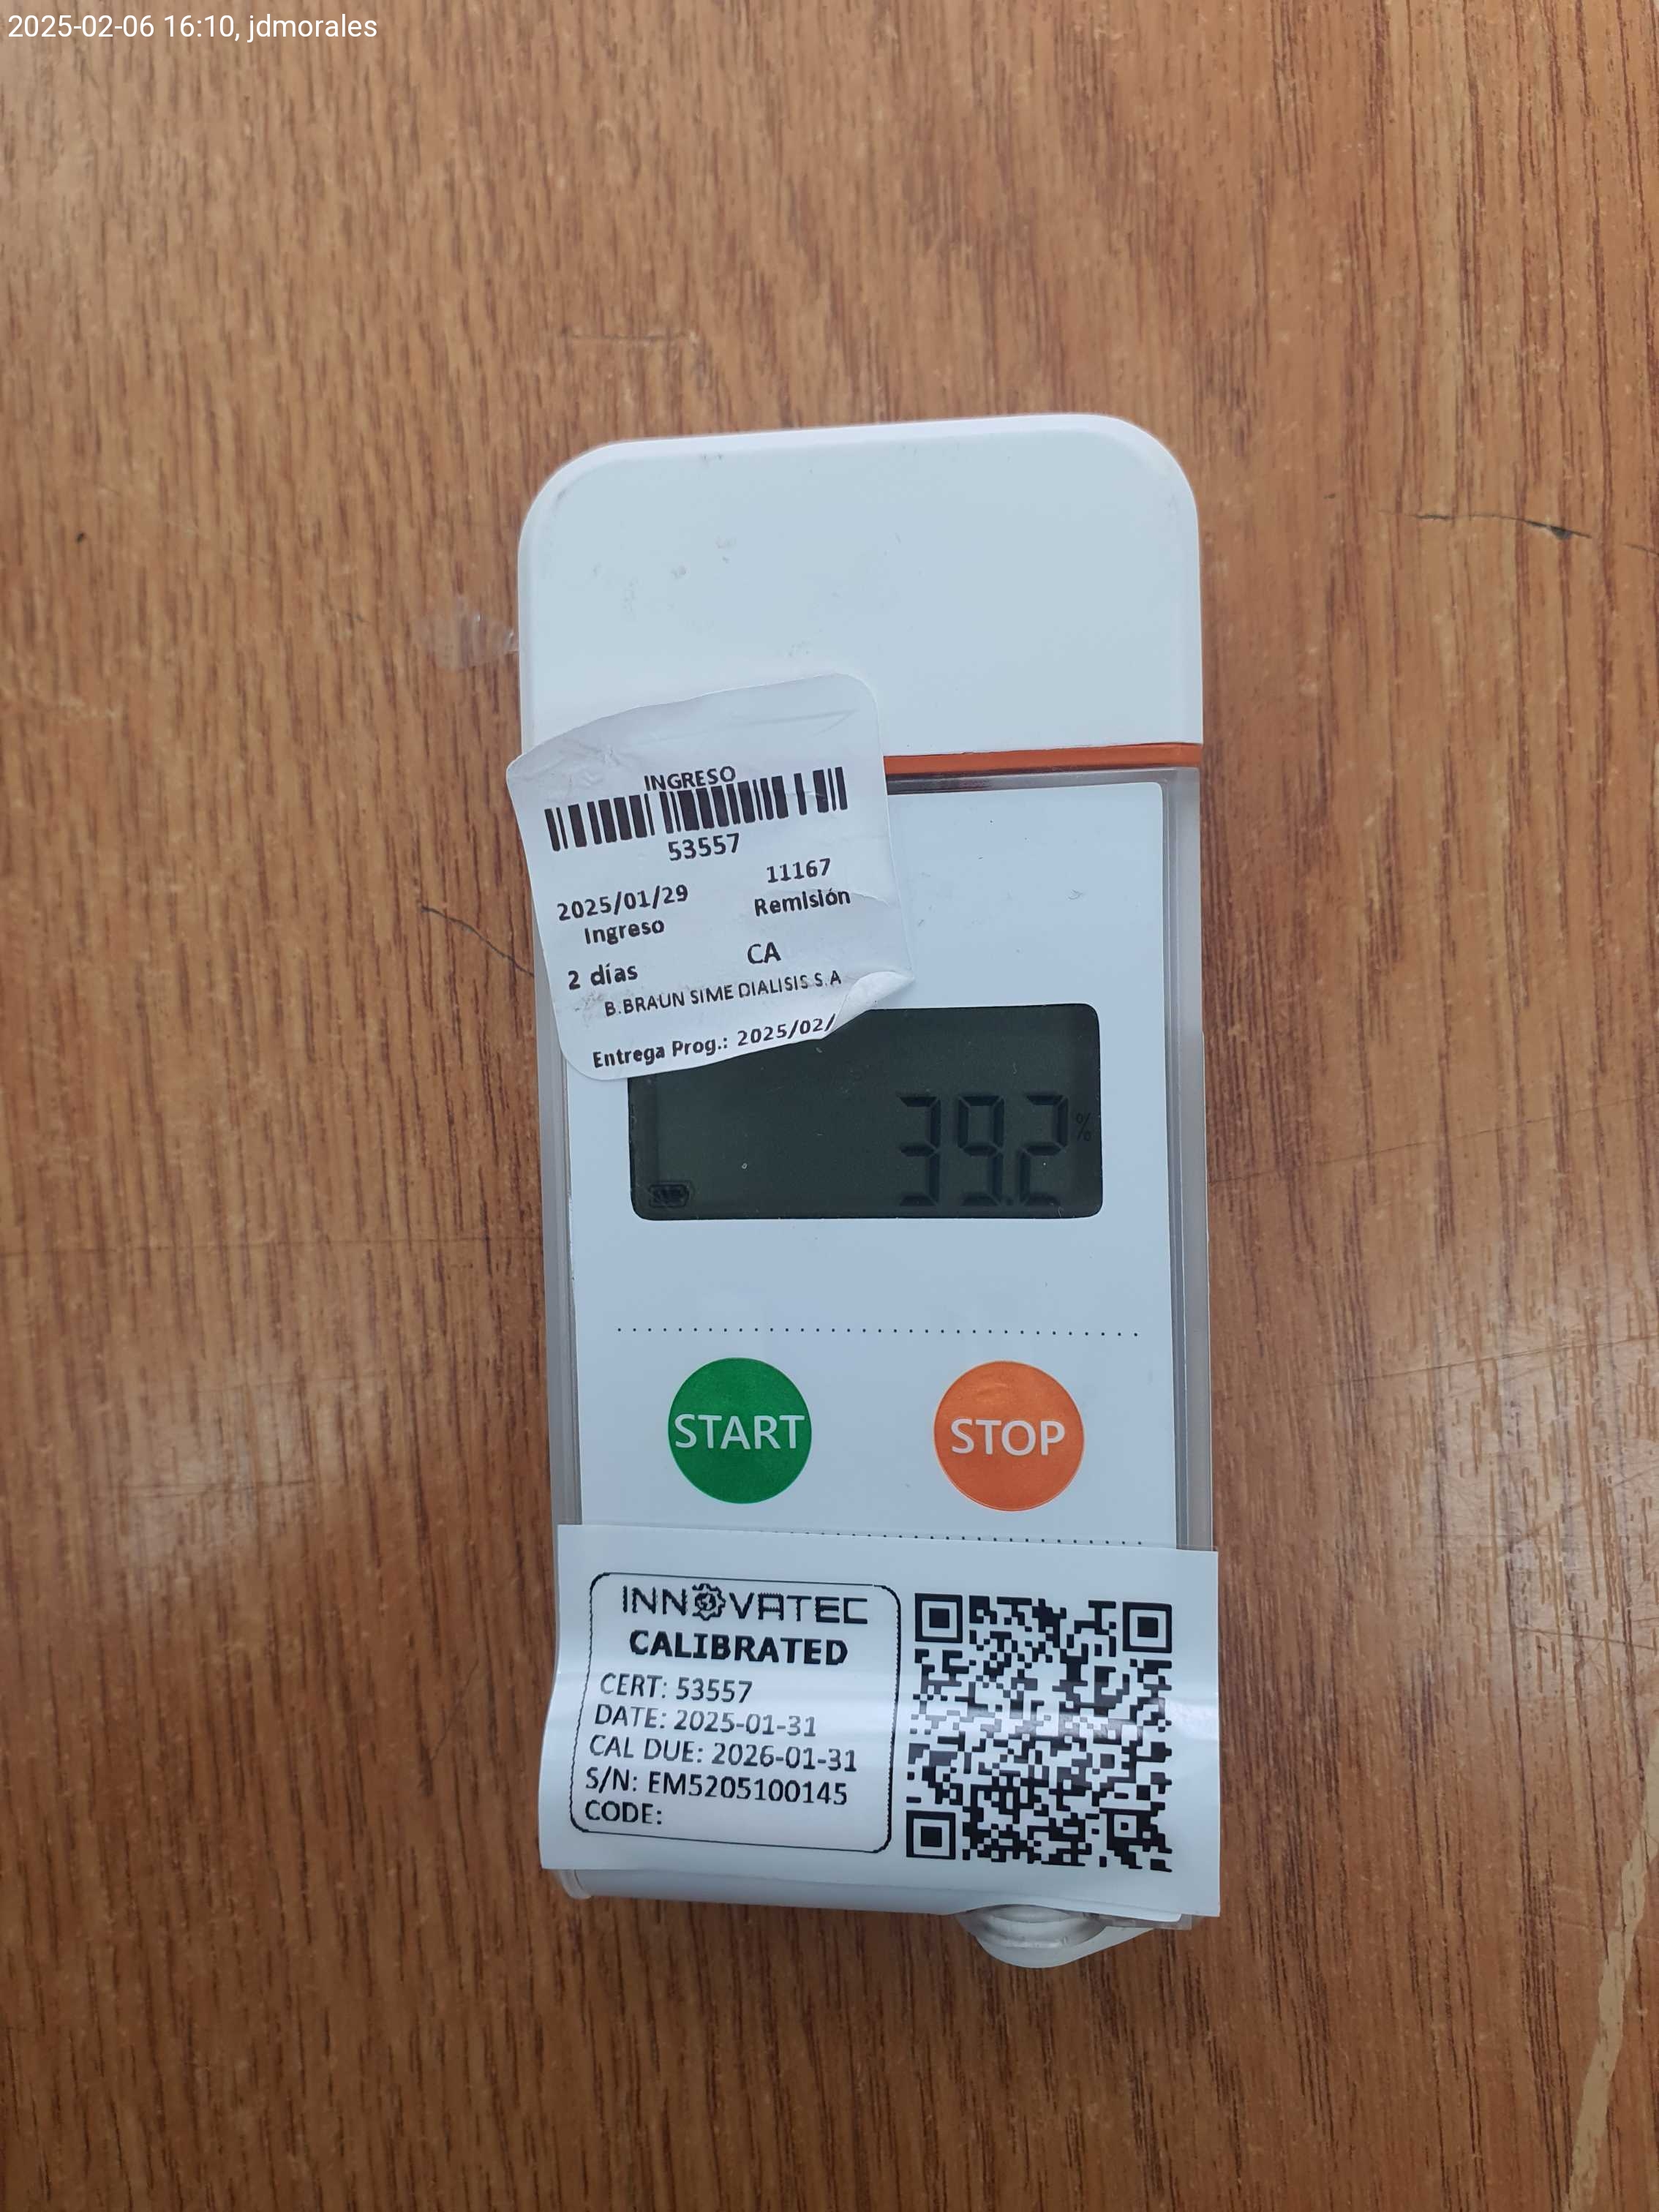 2025-02-06 16:10, jdmorales
INGRESO
53557
2025/01/29 11167
Ingreso Remisión
2 días CA
B.BRAUN SIME DIALISIS S.A
Entrega Prog.: 2025/02/
39.2 %
START STOP
INNOVATEC
CALIBRATED
CERT: 53557
DATE: 2025-01-31
CAL DUE: 2026-01-31
S/N: EM5205100145
CODE: